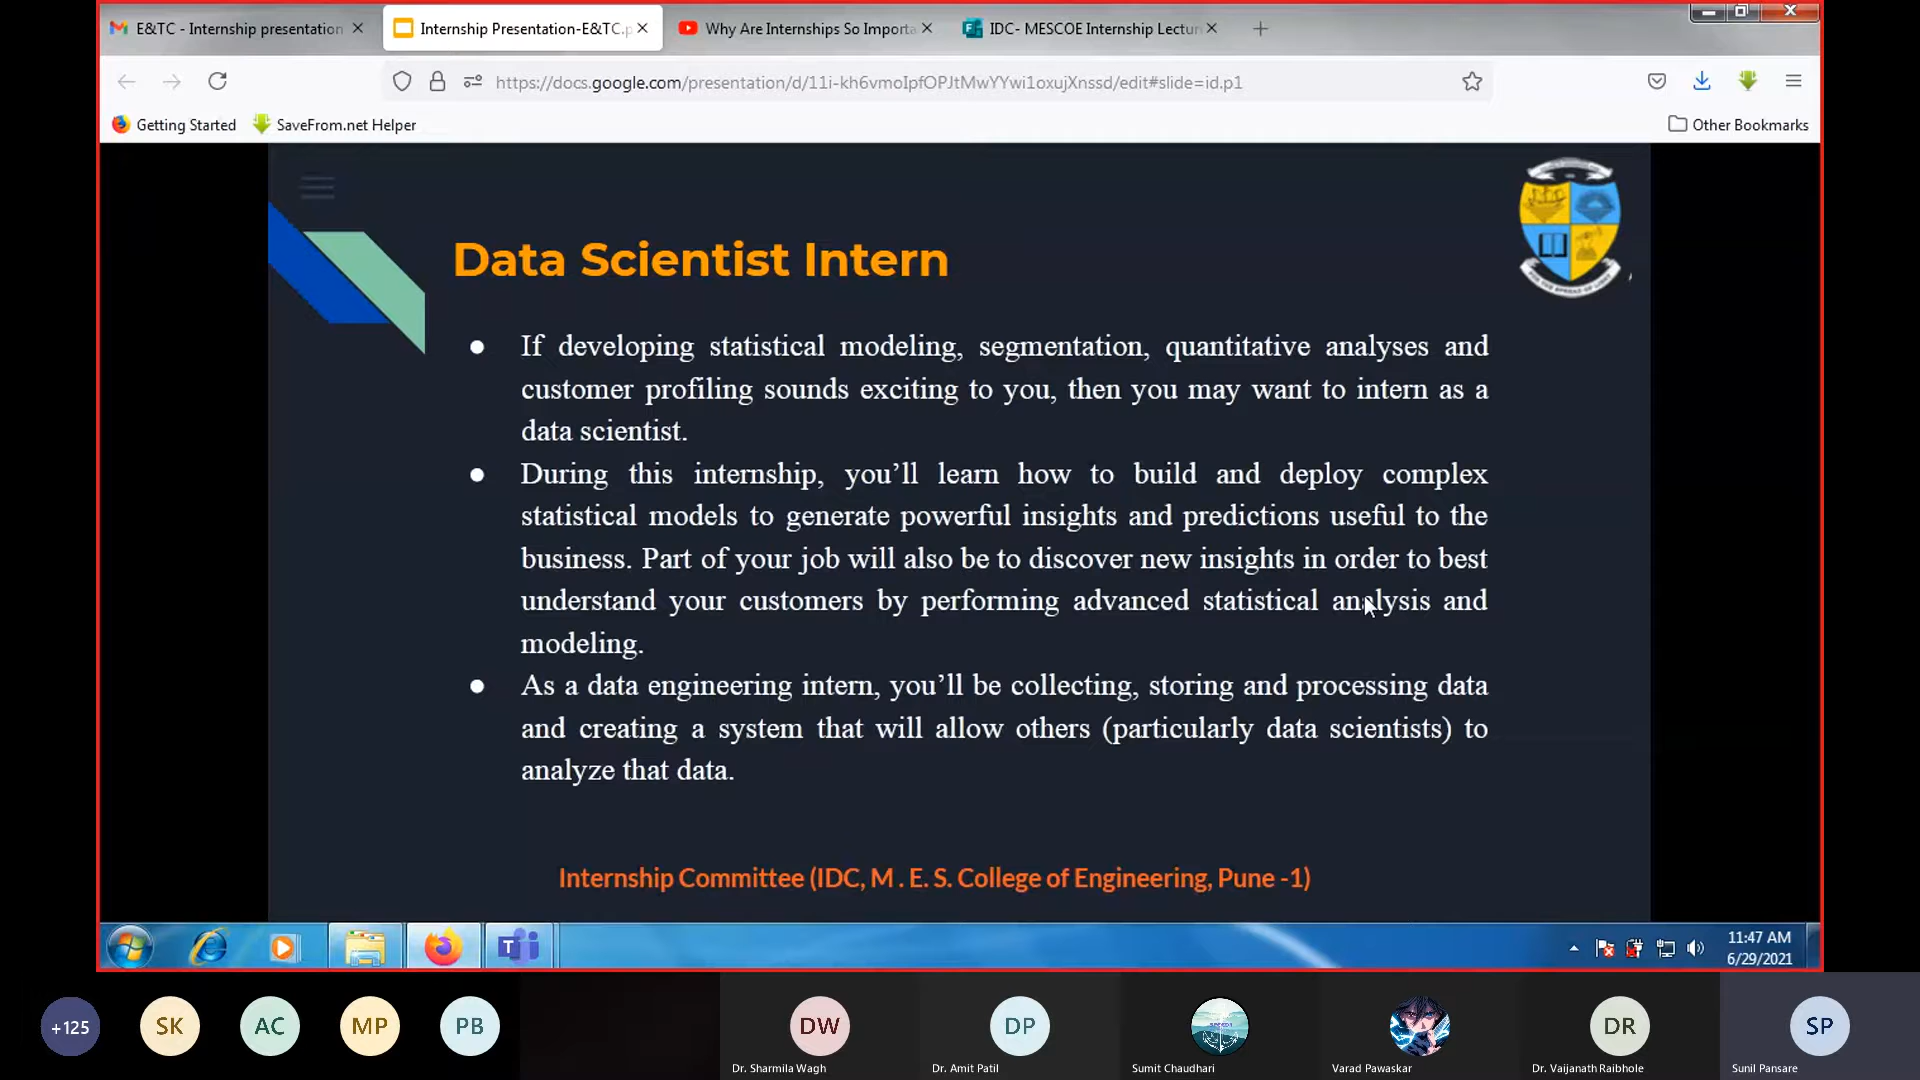 E&TC - Internship presentation
Internship Presentation-E&TC.p
Why Are Internships So Importa
IDC- MESCOE Internship Lectur
https://docs.google.com/presentation/d/11i-kh6vmoIpfOPJtMwYYwi1oxujXnssd/edit#slide=id.p1
Getting Started
SaveFrom.net Helper
Other Bookmarks
Data Scientist Intern
● If developing statistical modeling, segmentation, quantitative analyses and
customer profiling sounds exciting to you, then you may want to intern as a
data scientist.
● During this internship, you’ll learn how to build and deploy complex
statistical models to generate powerful insights and predictions useful to the
business. Part of your job will also be to discover new insights in order to best
understand your customers by performing advanced statistical analysis and
modeling.
● As a data engineering intern, you’ll be collecting, storing and processing data
and creating a system that will allow others (particularly data scientists) to
analyze that data.
Internship Committee (IDC, M . E. S. College of Engineering, Pune -1)
11:47 AM
6/29/2021
+125
SK
AC
MP
PB
DW
DP
DR
SP
Dr. Sharmila Wagh
Dr. Amit Patil
Sumit Chaudhari
Varad Pawaskar
Dr. Vaijanath Raibhole
Sunil Pansare